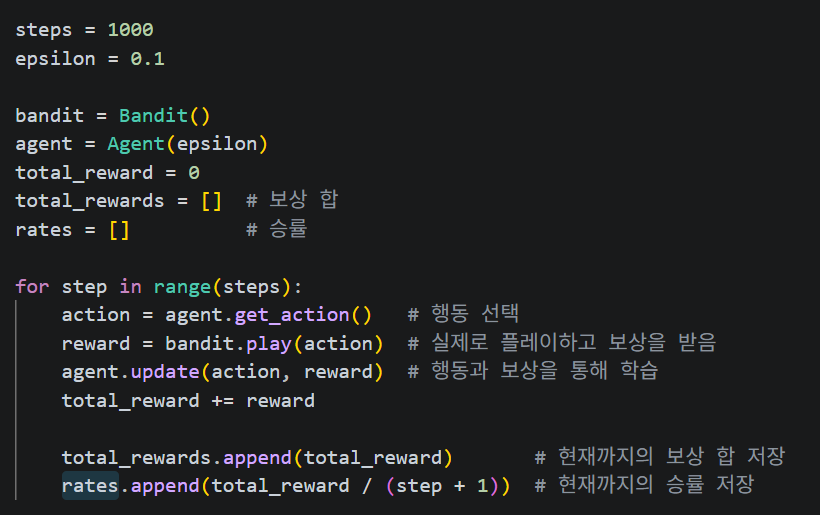 steps = 1000
epsilon = 0.1
bandit = Bandit()
agent = Agent(epsilon)
total_reward = 0
total_rewards = []  # 보상 합
rates = []          # 승률
for step in range(steps):
    action = agent.get_action()   # 행동 선택
    reward = bandit.play(action)  # 실제로 플레이하고 보상을 받음
    agent.update(action, reward)  # 행동과 보상을 통해 학습
    total_reward += reward
    total_rewards.append(total_reward)       # 현재까지의 보상 합 저장
    rates.append(total_reward / (step + 1))  # 현재까지의 승률 저장